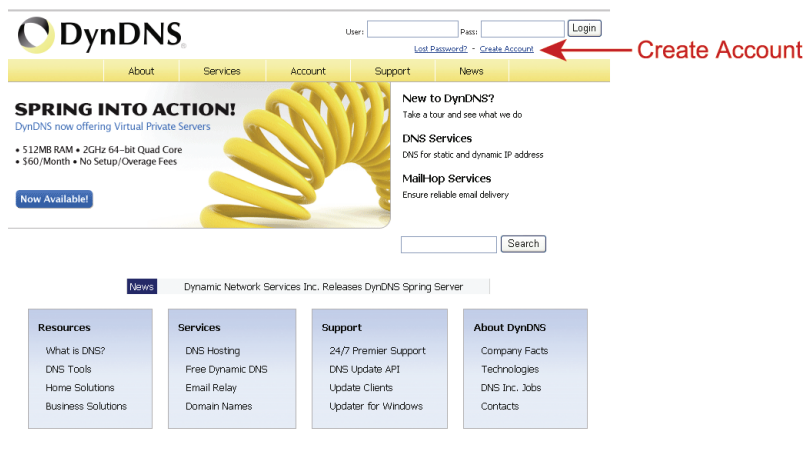 DynDNS
User:
Pass:
Login
Lost Password? - Create Account
Create Account
About Services Account Support News
SPRING INTO ACTION!
DynDNS now offering Virtual Private Servers
• 512MB RAM • 2GHz 64-bit Quad Core
• $60/Month • No Setup/Overage Fees
Now Available!
New to DynDNS?
Take a tour and see what we do
DNS Services
DNS for static and dynamic IP address
MailHop Services
Ensure reliable email delivery
Search
News Dynamic Network Services Inc. Releases DynDNS Spring Server
Resources
What is DNS?
DNS Tools
Home Solutions
Business Solutions
Services
DNS Hosting
Free Dynamic DNS
Email Relay
Domain Names
Support
24/7 Premier Support
DNS Update API
Update Clients
Updater for Windows
About DynDNS
Company Facts
Technologies
DNS Inc. Jobs
Contacts